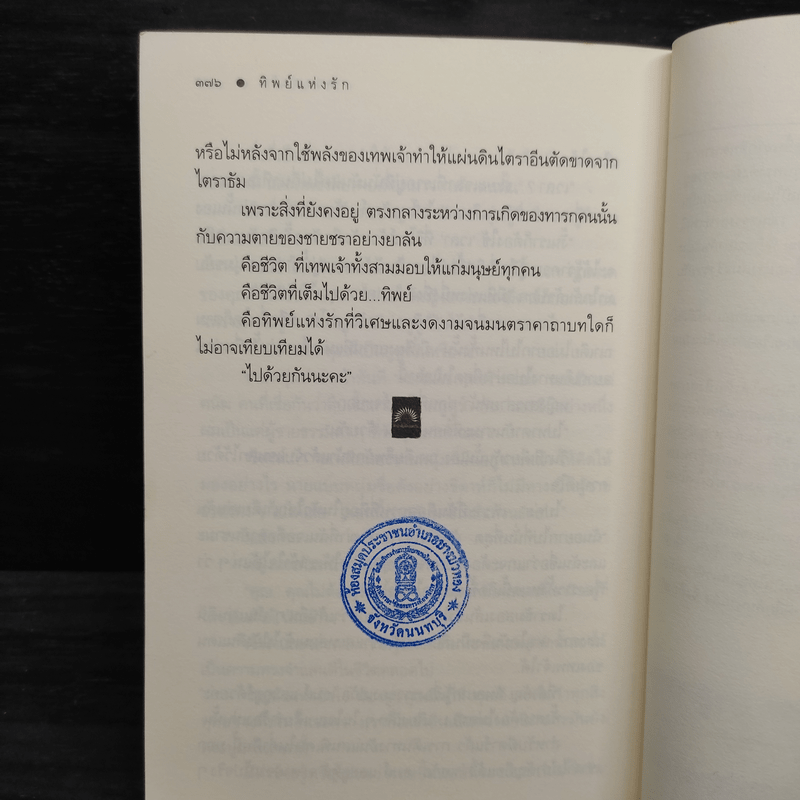 ๓๗๖ ● ทิพย์แห่งรัก
หรือไม่หลังจากใช้พลังของเทพเจ้าทำให้แผ่นดินไตราอีนตัดขาดจาก
ไตราธัม
เพราะสิ่งที่ยังคงอยู่ ตรงกลางระหว่างการเกิดของทารกคนนั้น
กับความตายของชายชราอย่างยาลัน
คือชีวิต ที่เทพเจ้าทั้งสามมอบให้แก่มนุษย์ทุกคน
คือชีวิตที่เต็มไปด้วย...ทิพย์
คือทิพย์แห่งรักที่วิเศษและงดงามจนมนตราคาถาบทใดก็
ไม่อาจเทียบเทียมได้
“ไปด้วยกันนะคะ”
ห้องสมุดประชาชนอำเภอบางบัวทอง
จังหวัดนนทบุรี